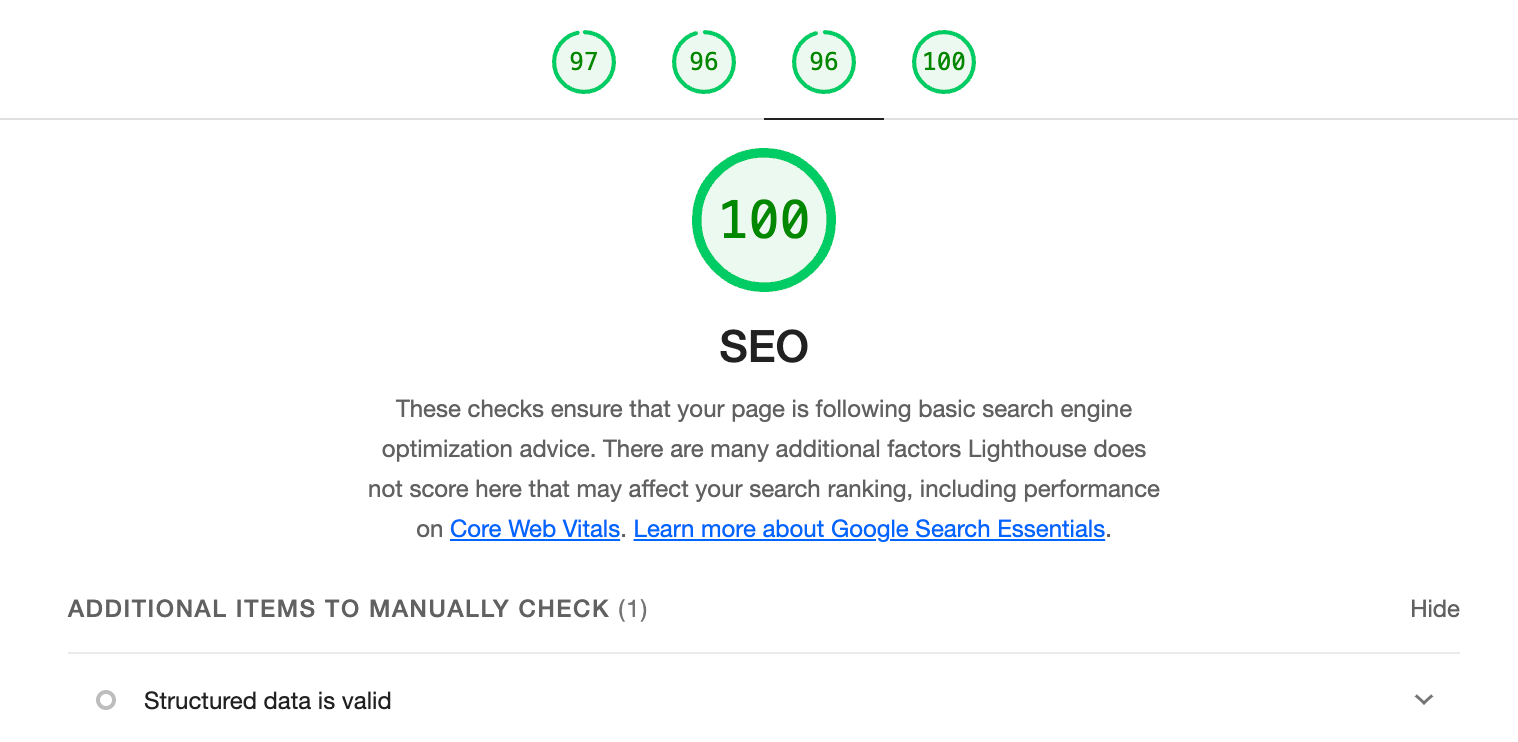 97 96 96 100
100
SEO
These checks ensure that your page is following basic search engine
optimization advice. There are many additional factors Lighthouse does
not score here that may affect your search ranking, including performance
on Core Web Vitals. Learn more about Google Search Essentials.
ADDITIONAL ITEMS TO MANUALLY CHECK (1) Hide
Structured data is valid